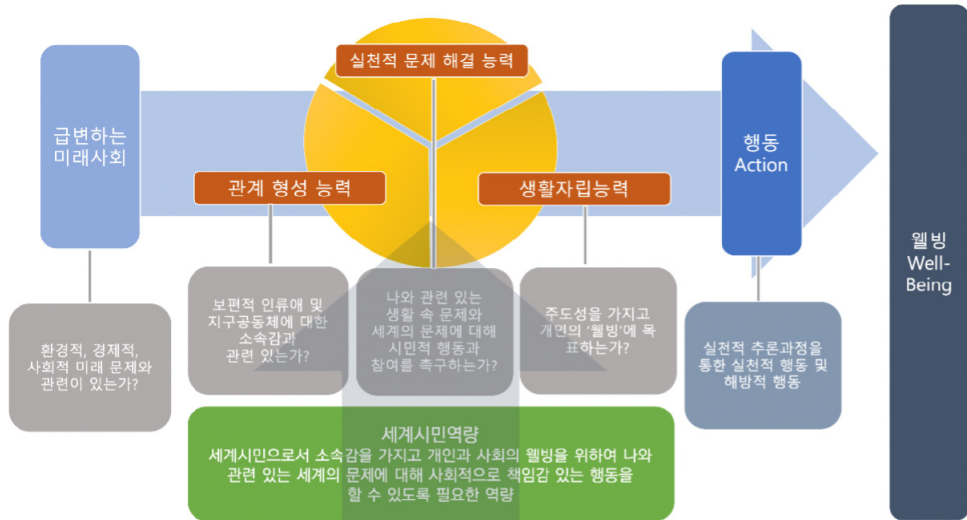 실천적 문제 해결 능력
급변하는
미래사회
행동
Action
관계 형성 능력
생활자립능력
웰빙
Well-
Being
환경적, 경제적,
사회적 미래 문제와
관련이 있는가?
보편적 인류애 및
지구공동체에 대한
소속감과
관련 있는가?
나와 관련 있는
생활 속 문제와
세계의 문제에 대해
시민적 행동과
참여를 촉구하는가?
주도성을 가지고
개인의 '웰빙'에 목
표하는가?
실천적 추론과정을
통한 실천적 행동 및
해방적 행동
세계시민역량
세계시민으로서 소속감을 가지고 개인과 사회의 웰빙을 위하여 나와
관련 있는 세계의 문제에 대해 사회적으로 책임감 있는 행동을
할 수 있도록 필요한 역량